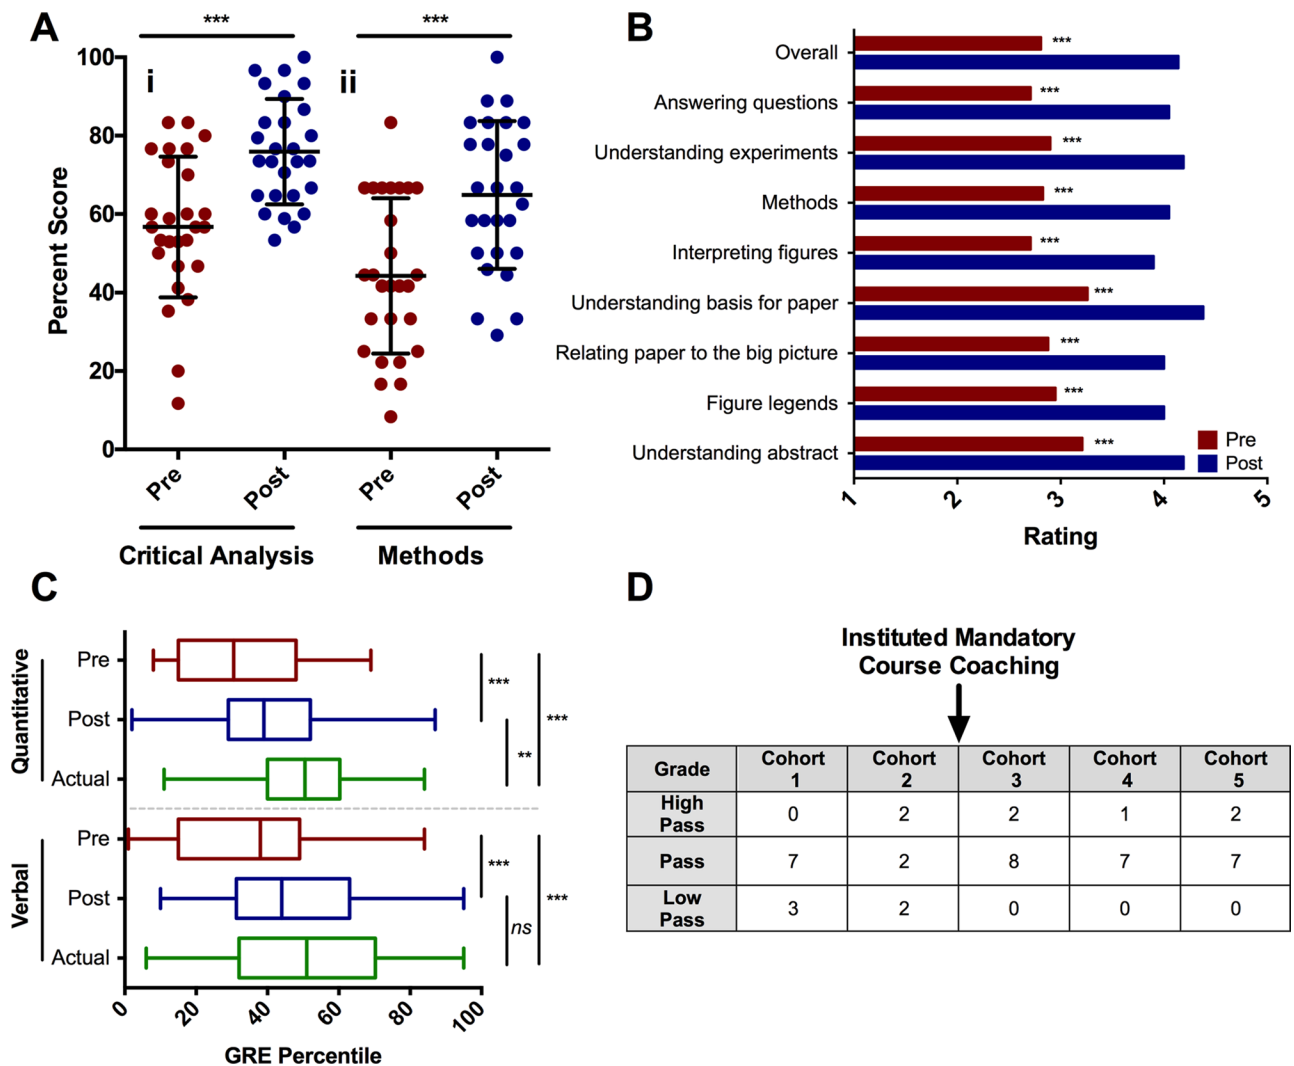 A
***
***
i
ii
100
80
60
40
20
0
Percent Score
Pre
Post
Pre
Post
Critical Analysis
Methods
B
Overall
***
Answering questions
***
Understanding experiments
***
Methods
***
Interpreting figures
***
Understanding basis for paper
***
Relating paper to the big picture
***
Figure legends
***
Understanding abstract
***
Pre
Post
1
2
3
4
5
Rating
C
Quantitative
Pre
Post
Actual
***
**
***
Verbal
Pre
Post
Actual
***
ns
***
0
20
40
60
80
100
GRE Percentile
D
Instituted Mandatory
Course Coaching
Grade
Cohort
1
Cohort
2
Cohort
3
Cohort
4
Cohort
5
High
Pass
0
2
2
1
2
Pass
7
2
8
7
7
Low
Pass
3
2
0
0
0